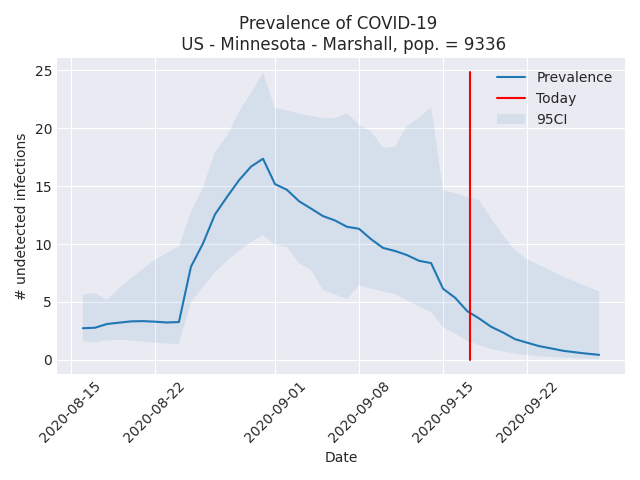 Prevalence of COVID-19
US - Minnesota - Marshall, pop. = 9336
25
20
15
10
5
0
# undetected infections
Prevalence
Today
95CI
2020-08-15
2020-08-22
2020-09-01
2020-09-08
2020-09-15
2020-09-22
Date